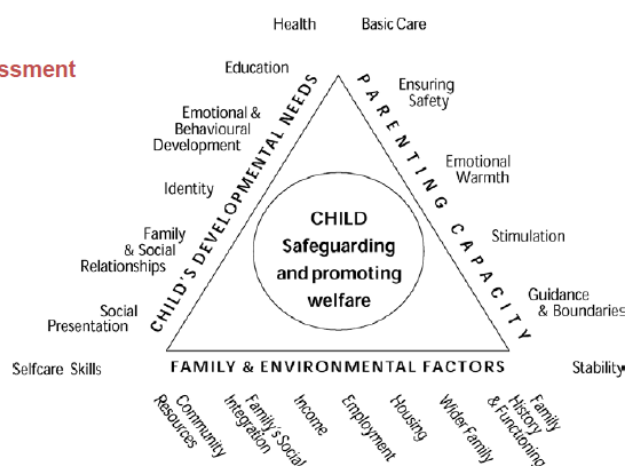 ssment
Health
Basic Care
Education
Ensuring
Safety
Emotional &
Behavioural
Development
Emotional
Warmth
Identity
Stimulation
Family
& Social
Relationships
Guidance
& Boundaries
Social
Presentation
Selfcare Skills
Stability
CHILD'S DEVELOPMENTAL NEEDS
PARENTING CAPACITY
CHILD
Safeguarding
and promoting
welfare
FAMILY & ENVIRONMENTAL FACTORS
Community
Resources
Family's Social
Integration
Income
Employment
Housing
Wider Family
Family
History
& Functioning